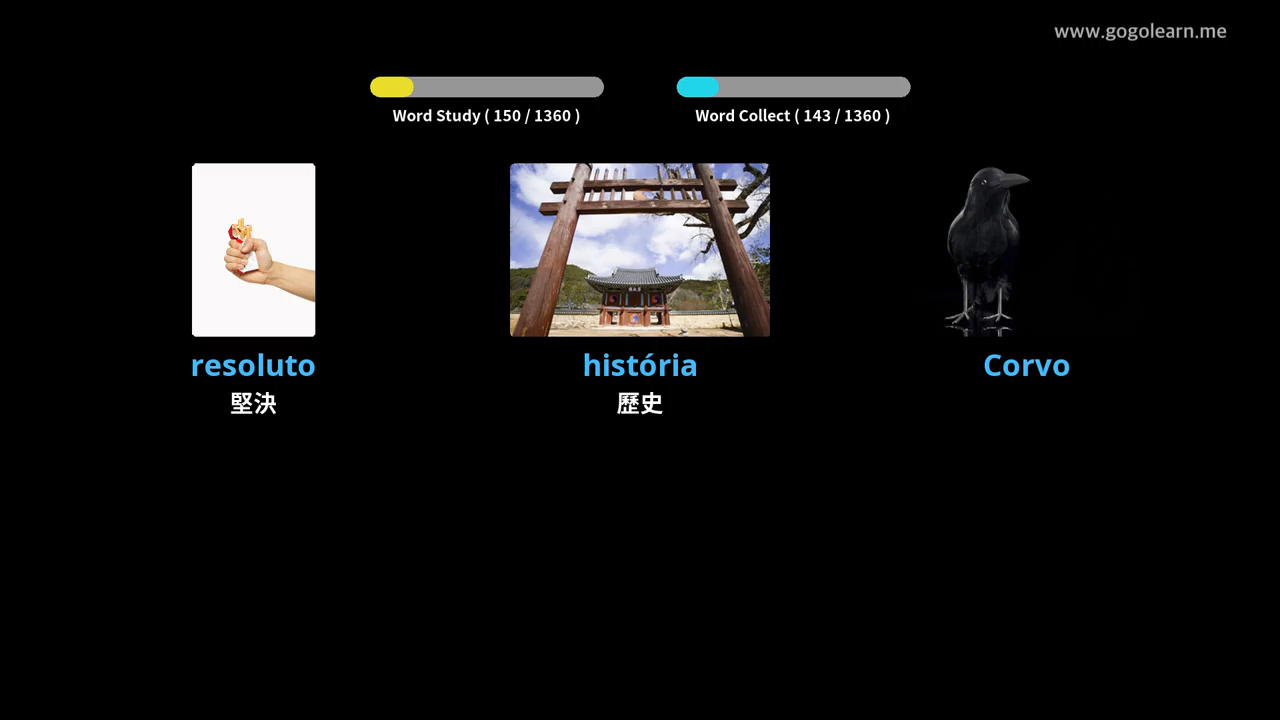 www.gogolearn.me
Word Study ( 150 / 1360 )
Word Collect ( 143 / 1360 )
resoluto
história
Corvo
堅決
歷史